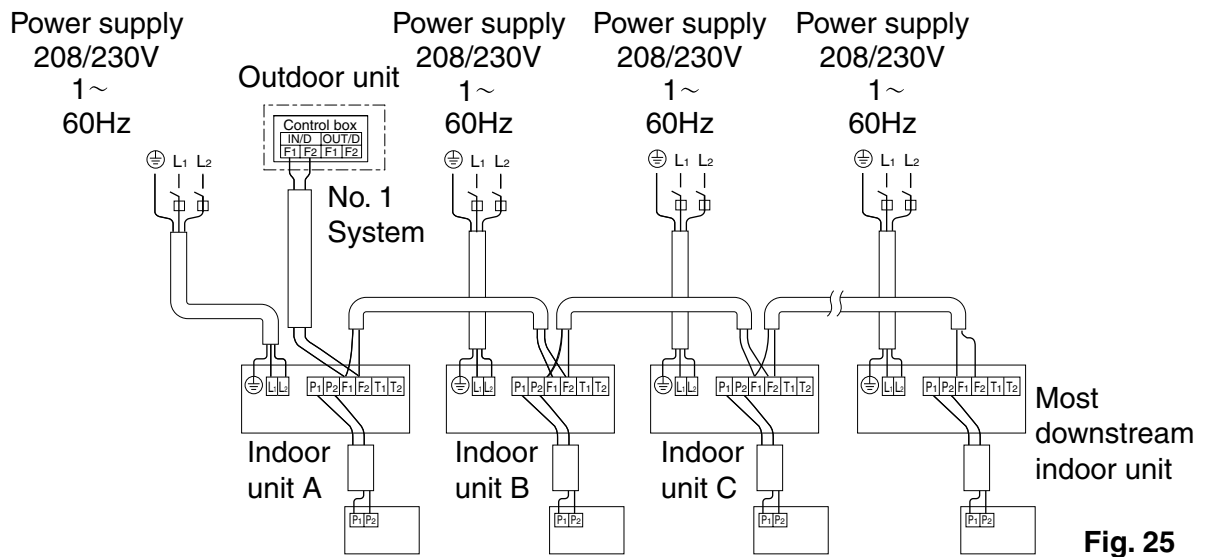 Power supply
208/230V
1~
60Hz
Outdoor unit
Control box
IN/D OUT/D
F1 F2 F1 F2
Power supply
208/230V
1~
60Hz
Power supply
208/230V
1~
60Hz
Power supply
208/230V
1~
60Hz
L1 L2
No. 1
System
L1 L2
L1 L2
L1 L2
L1 L2
P1 P2 F1 F2 T1 T2
L1 L2
P1 P2 F1 F2 T1 T2
L1 L2
P1 P2 F1 F2 T1 T2
L1 L2
P1 P2 F1 F2 T1 T2
Indoor
unit A
Indoor
unit B
Indoor
unit C
Most
downstream
indoor unit
P1 P2
P1 P2
P1 P2
P1 P2
Fig. 25